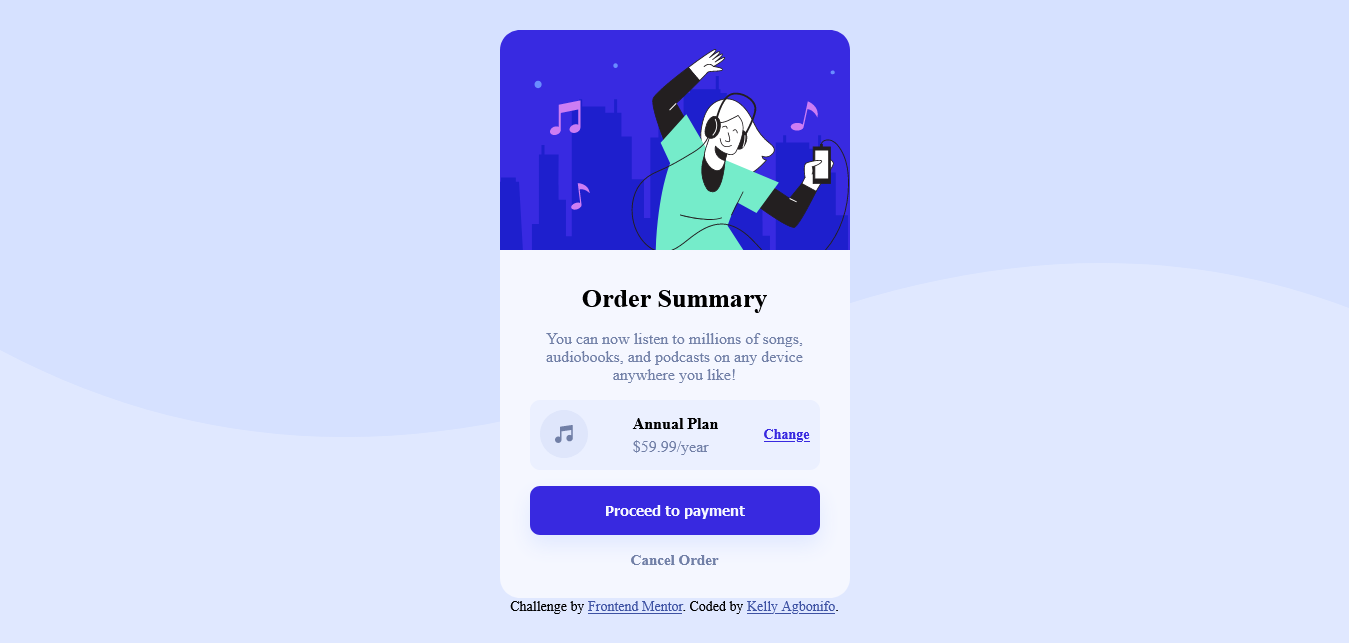 Order Summary
You can now listen to millions of songs,
audiobooks, and podcasts on any device
anywhere you like!
Annual Plan
$59.99/year
Change
Proceed to payment
Cancel Order
Challenge by Frontend Mentor. Coded by Kelly Agbonifo.